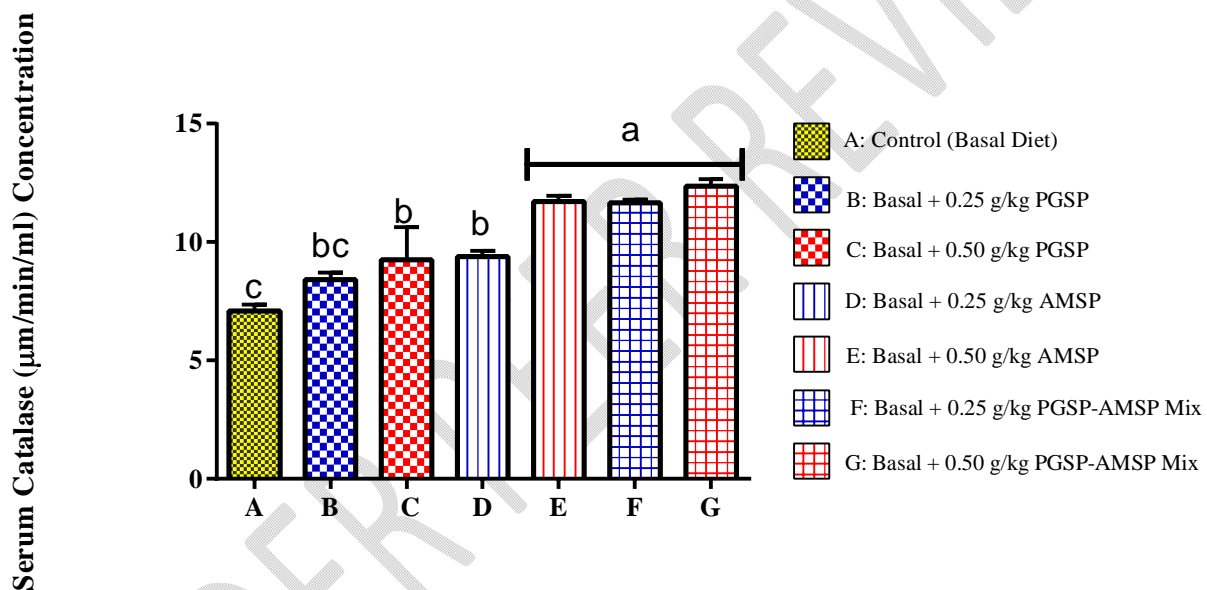 Serum Catalase (µm/min/ml) Concentration
15
10
5
0
c
bc
b
b
a
A
B
C
D
E
F
G
A: Control (Basal Diet)
B: Basal + 0.25 g/kg PGSP
C: Basal + 0.50 g/kg PGSP
D: Basal + 0.25 g/kg AMSP
E: Basal + 0.50 g/kg AMSP
F: Basal + 0.25 g/kg PGSP-AMSP Mix
G: Basal + 0.50 g/kg PGSP-AMSP Mix